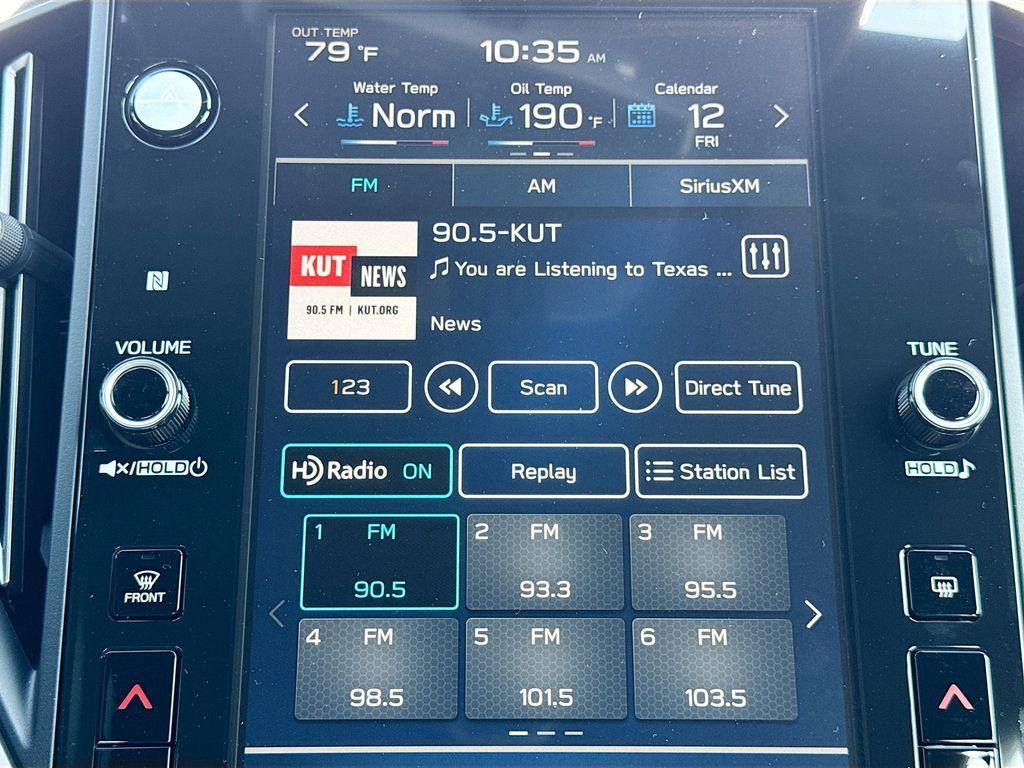 OUT TEMP
79 °F
10:35 AM
Water Temp
Norm
Oil Temp
190 °F
Calendar
12
FRI
FM
AM
SiriusXM
KUT NEWS
90.5 FM | KUT.ORG
90.5-KUT
You are Listening to Texas ...
News
N
VOLUME
TUNE
123
Scan
Direct Tune
/HOLD
HOLD
HD Radio ON
Replay
Station List
1 FM
90.5
2 FM
93.3
3 FM
95.5
FRONT
4 FM
98.5
5 FM
101.5
6 FM
103.5